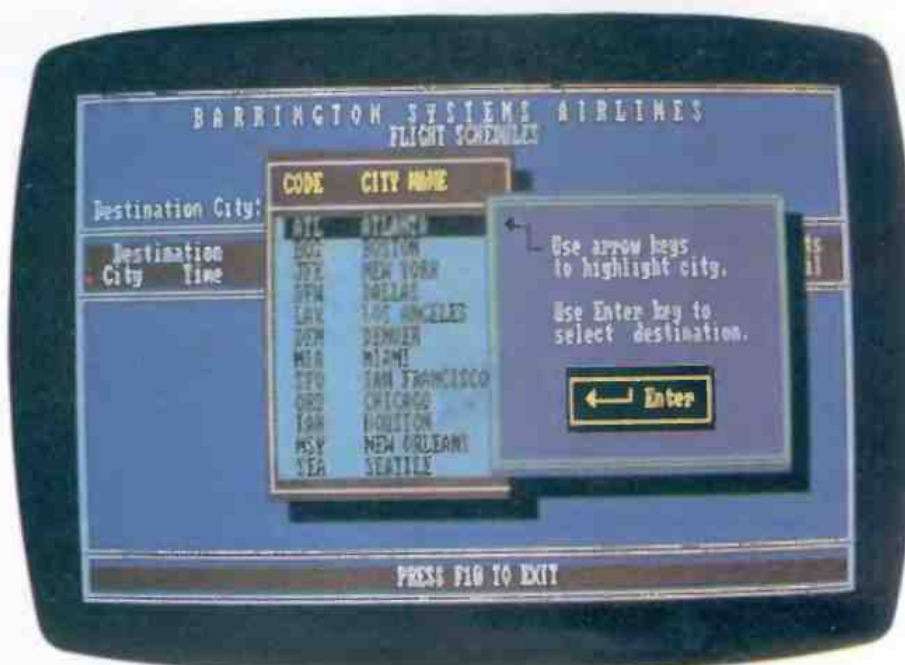 BARRINGTON SYSTEMS AIRLINES
FLIGHT SCHEDULES
Destination City:
Destination
City Time
CODE CITY NAME
ATL ATLANTA
BOS BOSTON
JFK NEW YORK
DFW DALLAS
LAX LOS ANGELES
DEN DENVER
MIA MIAMI
SFO SAN FRANCISCO
ORD CHICAGO
IAH HOUSTON
MSY NEW ORLEANS
SEA SEATTLE
Use arrow keys
to highlight city.
Use Enter key to
select destination.
Enter
PRESS F10 TO EXIT